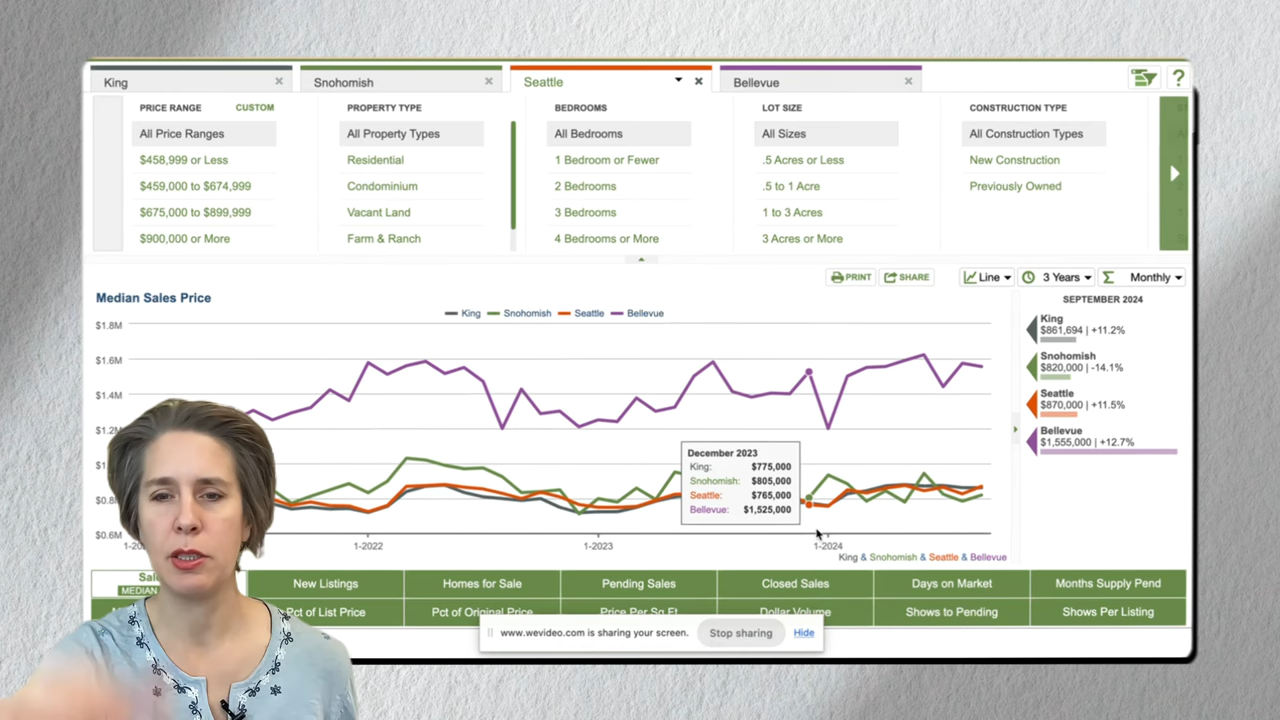 King
Snohomish
Seattle
Bellevue
?
PRICE RANGE CUSTOM
All Price Ranges
$458,999 or Less
$459,000 to $674,999
$675,000 to $899,999
$900,000 or More
PROPERTY TYPE
All Property Types
Residential
Condominium
Vacant Land
Farm & Ranch
BEDROOMS
All Bedrooms
1 Bedroom or Fewer
2 Bedrooms
3 Bedrooms
4 Bedrooms or More
LOT SIZE
All Sizes
.5 Acres or Less
.5 to 1 Acre
1 to 3 Acres
3 Acres or More
CONSTRUCTION TYPE
All Construction Types
New Construction
Previously Owned
PRINT SHARE Line 3 Years Monthly
Median Sales Price
King Snohomish Seattle Bellevue
$1.8M
$1.6M
$1.4M
$1.2M
$0.8M
$0.6M
December 2023
King: $775,000
Snohomish: $805,000
Seattle: $765,000
Bellevue: $1,525,000
1-2022 1-2023 1-2024
King & Snohomish & Seattle & Bellevue
SEPTEMBER 2024
King
$861,694 | +11.2%
Snohomish
$820,000 | -14.1%
Seattle
$870,000 | +11.5%
Bellevue
$1,555,000 | +12.7%
MEDIAN
New Listings Homes for Sale Pending Sales Closed Sales Days on Market Months Supply Pend
Pct of List Price Pct of Original Price Price Per Sq Ft Dollar Volume Shows to Pending Shows Per Listing
www.wevideo.com is sharing your screen. Stop sharing Hide